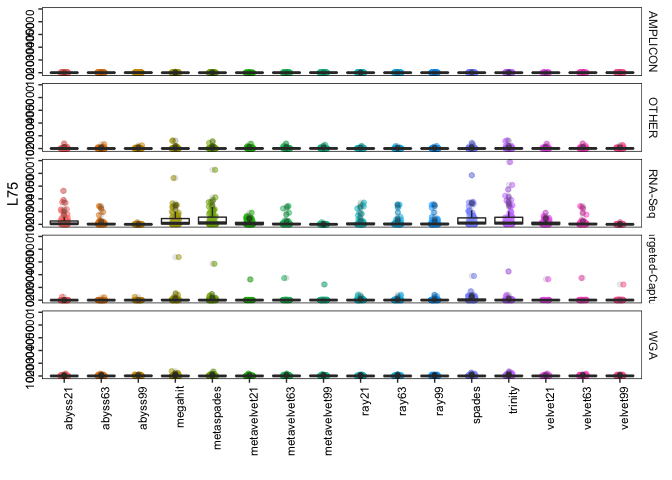 L75
AMPLICON
OTHER
RNA-Seq
rgeted-Captu
WGA
abyss21
abyss63
abyss99
megahit
metaspades
metavelvet21
metavelvet63
metavelvet99
ray21
ray63
ray99
spades
trinity
velvet21
velvet63
velvet99